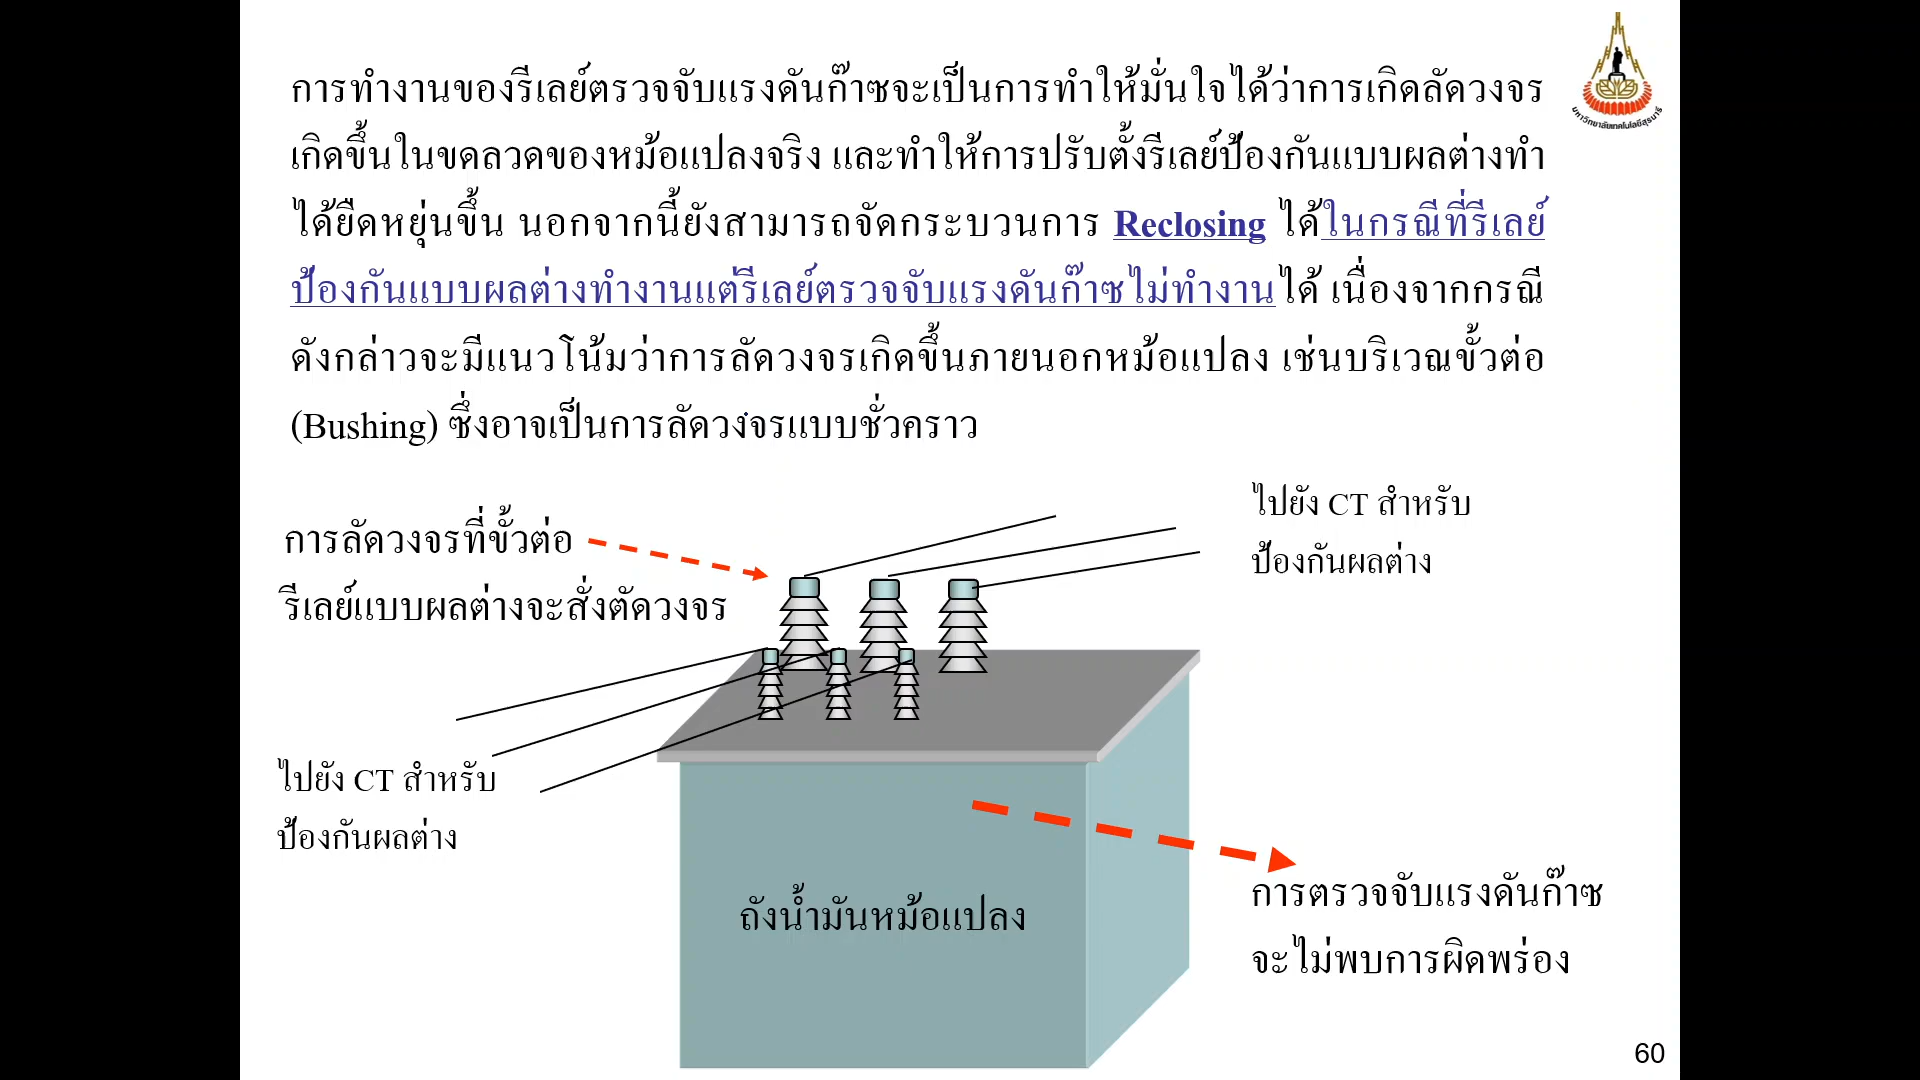 การทำงานของรีเลย์ตรวจจับแรงดันก๊าซจะเป็นการทำให้มั่นใจได้ว่าการเกิดลัดวงจร
เกิดขึ้นในขดลวดของหม้อแปลงจริง และทำให้การปรับตั้งรีเลย์ป้องกันแบบผลต่างทำ
ได้ยืดหยุ่นขึ้น นอกจากนี้ยังสามารถจัดกระบวนการ Reclosing ได้ในกรณีที่รีเลย์
ป้องกันแบบผลต่างทำงานแต่รีเลย์ตรวจจับแรงดันก๊าซไม่ทำงานได้ เนื่องจากกรณี
ดังกล่าวจะมีแนวโน้มว่าการลัดวงจรเกิดขึ้นภายนอกหม้อแปลง เช่นบริเวณขั้วต่อ
(Bushing) ซึ่งอาจเป็นการลัดวงจรแบบชั่วคราว
มหาวิทยาลัยเทคโนโลยีสุรนารี
ไปยัง CT สำหรับ
ป้องกันผลต่าง
การลัดวงจรที่ขั้วต่อ
รีเลย์แบบผลต่างจะสั่งตัดวงจร
ไปยัง CT สำหรับ
ป้องกันผลต่าง
ถังน้ำมันหม้อแปลง
การตรวจจับแรงดันก๊าซ
จะไม่พบการผิดพร่อง
60